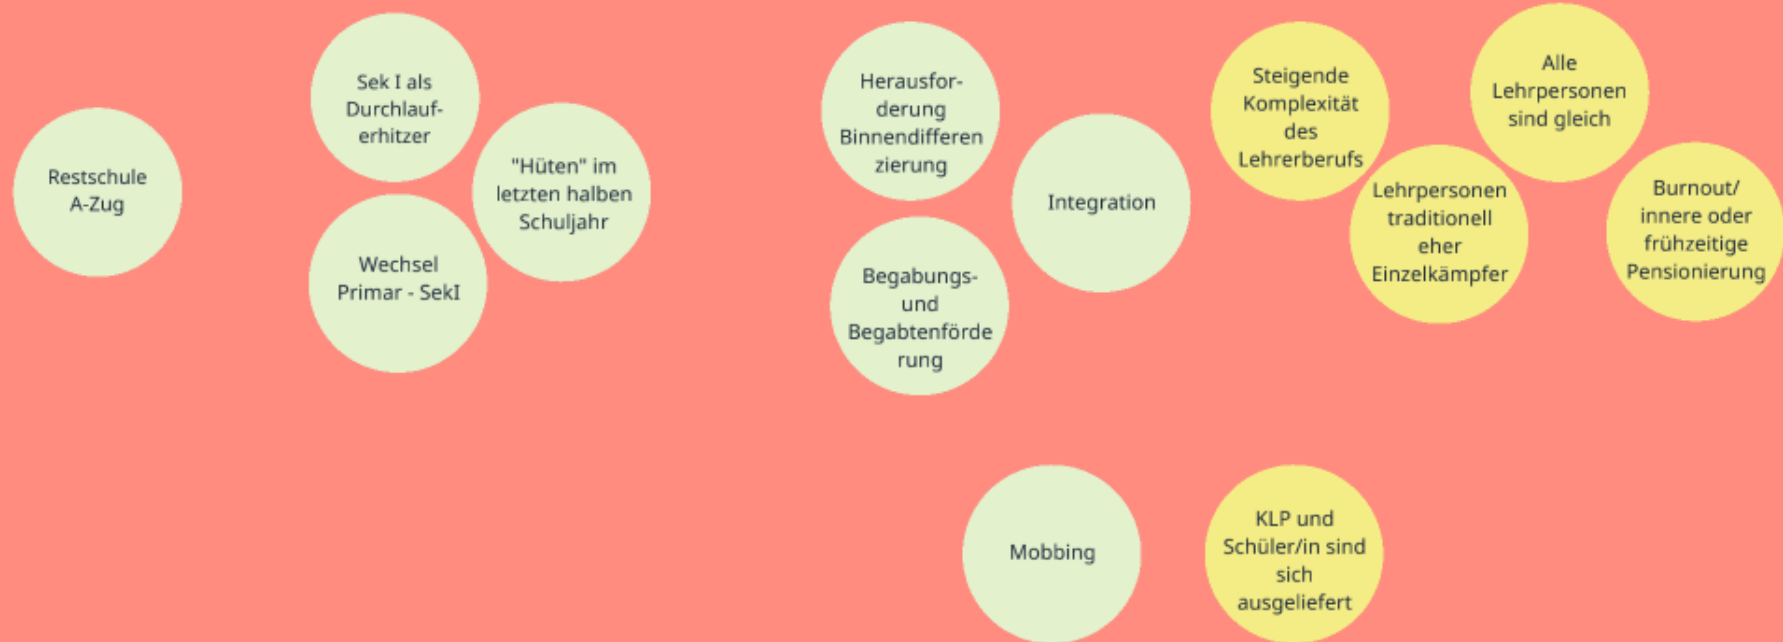 Restschule
A-Zug
Sek I als
Durchlauf-
erhitzer
"Hüten" im
letzten halben
Schuljahr
Wechsel
Primar - SekI
Herausfor-
derung
Binnendifferen
zierung
Integration
Begabungs-
und
Begabtenförde
rung
Steigende
Komplexität
des
Lehrerberufs
Lehrpersonen
traditionell
eher
Einzelkämpfer
Alle
Lehrpersonen
sind gleich
Burnout/
innere oder
frühzeitige
Pensionierung
Mobbing
KLP und
Schüler/in sind
sich
ausgeliefert